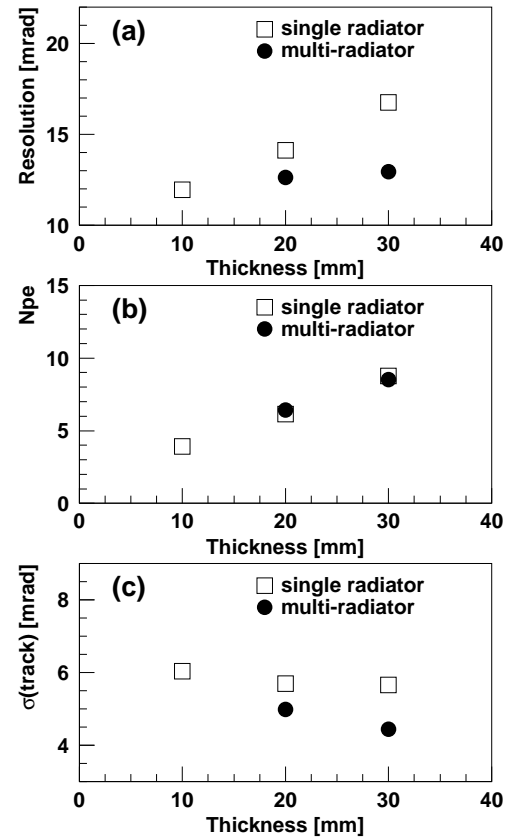 Resolution [mrad]
(a)
single radiator
multi-radiator
20
15
10
0 10 20 30 40
Thickness [mm]
Npe
(b)
single radiator
multi-radiator
15
10
5
0
0 10 20 30 40
Thickness [mm]
σ(track) [mrad]
(c)
single radiator
multi-radiator
8
6
4
0 10 20 30 40
Thickness [mm]